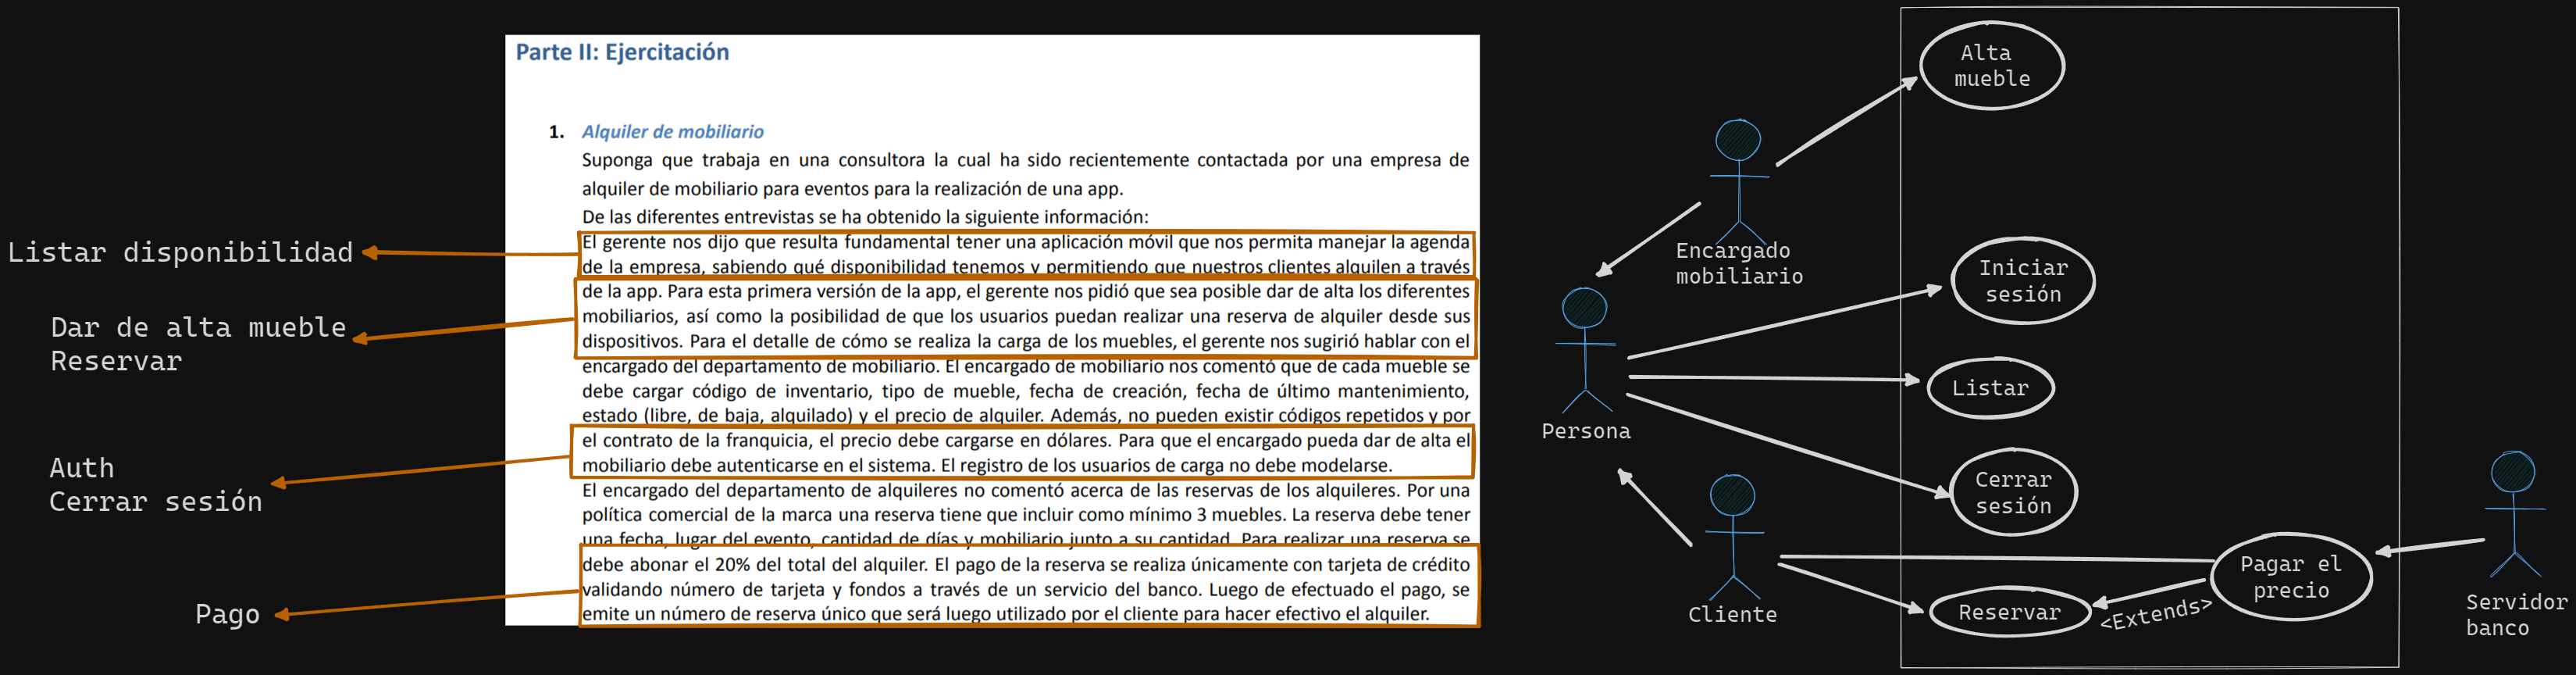 Listar disponibilidad
Dar de alta mueble
Reservar
Auth
Cerrar sesión
Pago
Parte II: Ejercitación
1. Alquiler de mobiliario
Suponga que trabaja en una consultora la cual ha sido recientemente contactada por una empresa de
alquiler de mobiliario para eventos para la realización de una app.
De las diferentes entrevistas se ha obtenido la siguiente información:
El gerente nos dijo que resulta fundamental tener una aplicación móvil que nos permita manejar la agenda
de la empresa, sabiendo qué disponibilidad tenemos y permitiendo que nuestros clientes alquilen a través
de la app. Para esta primera versión de la app, el gerente nos pidió que sea posible dar de alta los diferentes
mobiliarios, así como la posibilidad de que los usuarios puedan realizar una reserva de alquiler desde sus
dispositivos. Para el detalle de cómo se realiza la carga de los muebles, el gerente nos sugirió hablar con el
encargado del departamento de mobiliario. El encargado de mobiliario nos comentó que de cada mueble se
debe cargar código de inventario, tipo de mueble, fecha de creación, fecha de último mantenimiento,
estado (libre, de baja, alquilado) y el precio de alquiler. Además, no pueden existir códigos repetidos y por
el contrato de la franquicia, el precio debe cargarse en dólares. Para que el encargado pueda dar de alta el
mobiliario debe autenticarse en el sistema. El registro de los usuarios de carga no debe modelarse.
El encargado del departamento de alquileres no comentó acerca de las reservas de los alquileres. Por una
política comercial de la marca una reserva tiene que incluir como mínimo 3 muebles. La reserva debe tener
una fecha, lugar del evento, cantidad de días y mobiliario junto a su cantidad. Para realizar una reserva se
debe abonar el 20% del total del alquiler. El pago de la reserva se realiza únicamente con tarjeta de crédito
validando número de tarjeta y fondos a través de un servicio del banco. Luego de efectuado el pago, se
emite un número de reserva único que será luego utilizado por el cliente para hacer efectivo el alquiler.
Alta
mueble
Encargado
mobiliario
Iniciar
sesión
Listar
Persona
Cerrar
sesión
Pagar el
precio
Cliente
Reservar
<Extends>
Servidor
banco